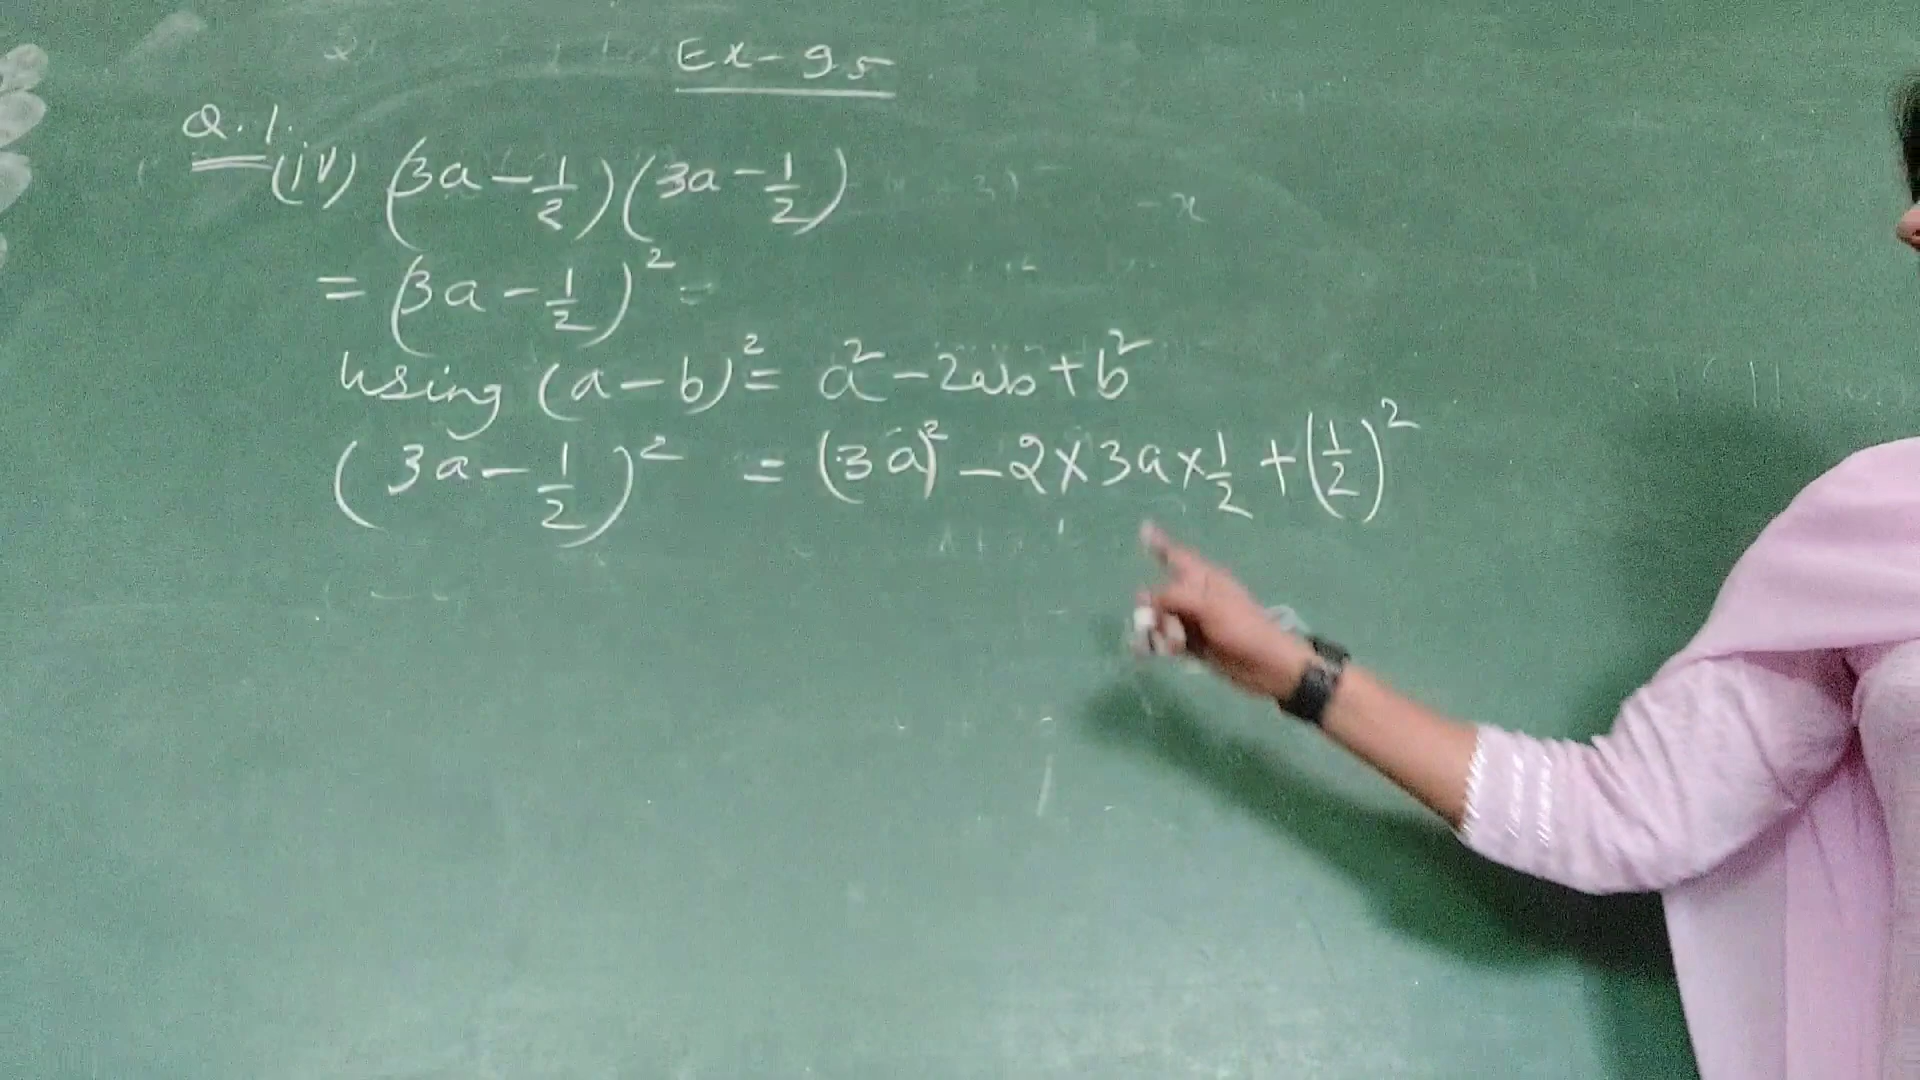 Ex-9.5
Q.1.
(iv) (3a - 1/2)(3a - 1/2)
= (3a - 1/2)² =
using (a - b)² = a² - 2ab + b²
(3a - 1/2)² = (3a)² - 2 × 3a × 1/2 + (1/2)²